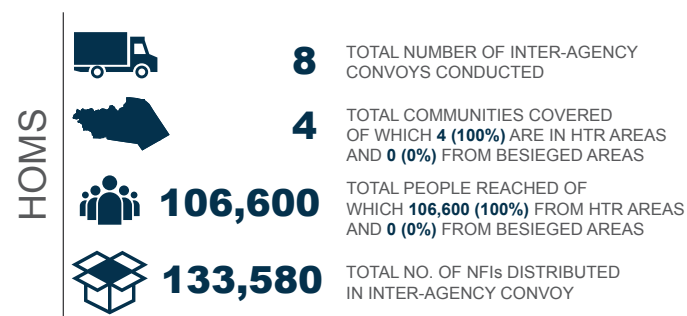 HOMS
8
TOTAL NUMBER OF INTER-AGENCY
CONVOYS CONDUCTED
4
TOTAL COMMUNITIES COVERED
OF WHICH 4 (100%) ARE IN HTR AREAS
AND 0 (0%) FROM BESIEGED AREAS
106,600
TOTAL PEOPLE REACHED OF
WHICH 106,600 (100%) FROM HTR AREAS
AND 0 (0%) FROM BESIEGED AREAS
133,580
TOTAL NO. OF NFIs DISTRIBUTED
IN INTER-AGENCY CONVOY